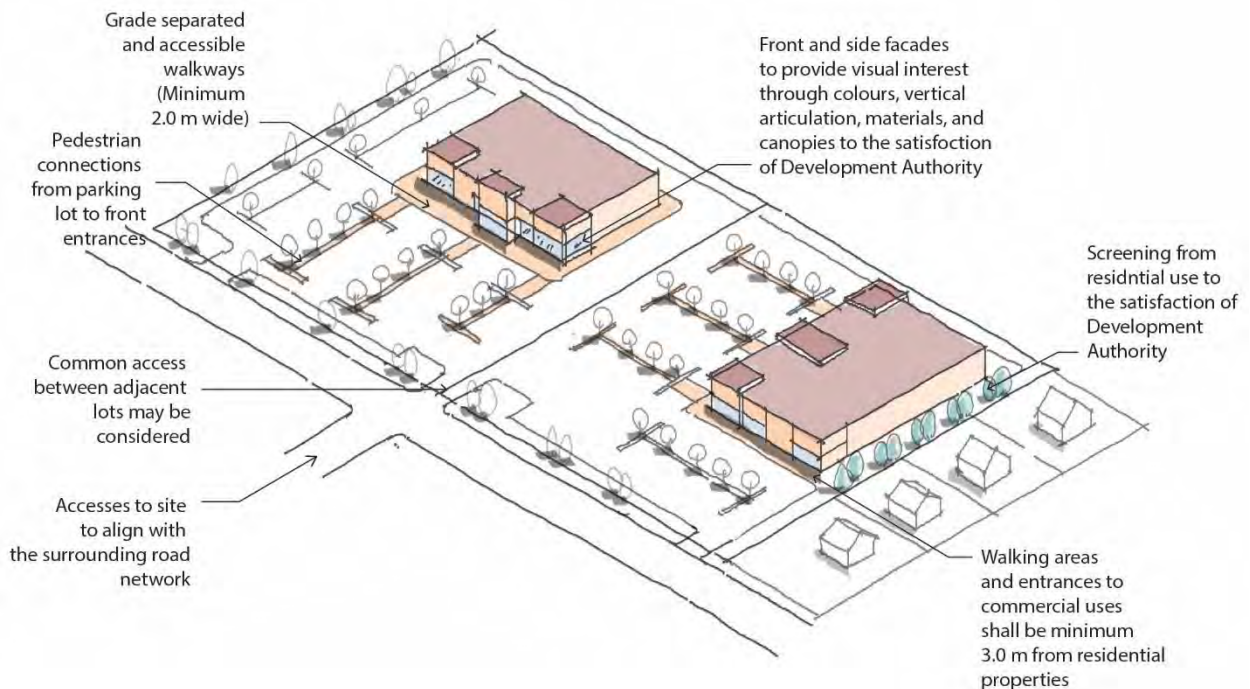 Grade separated
and accessible
walkways
(Minimum
2.0 m wide)
Pedestrian
connections
from parking
lot to front
entrances
Common access
between adjacent
lots may be
considered
Accesses to site
to align with
the surrounding road
network
Front and side facades
to provide visual interest
through colours, vertical
articulation, materials, and
canopies to the satisfoction
of Development Authority
Screening from
residntial use to
the satisfaction of
Development
Authority
Walking areas
and entrances to
commercial uses
shall be minimum
3.0 m from residential
properties